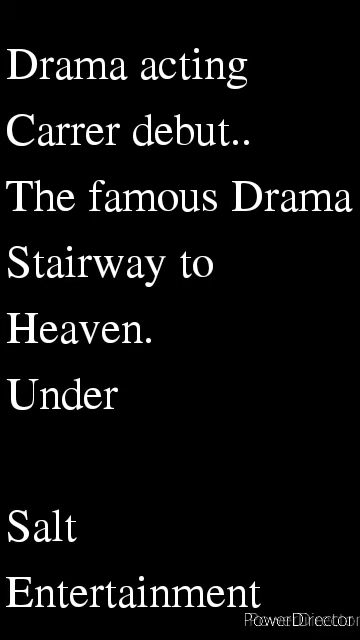 Drama acting
Carrer debut..
The famous Drama
Stairway to
Heaven.
Under
Salt
Entertainment
PowerDirector